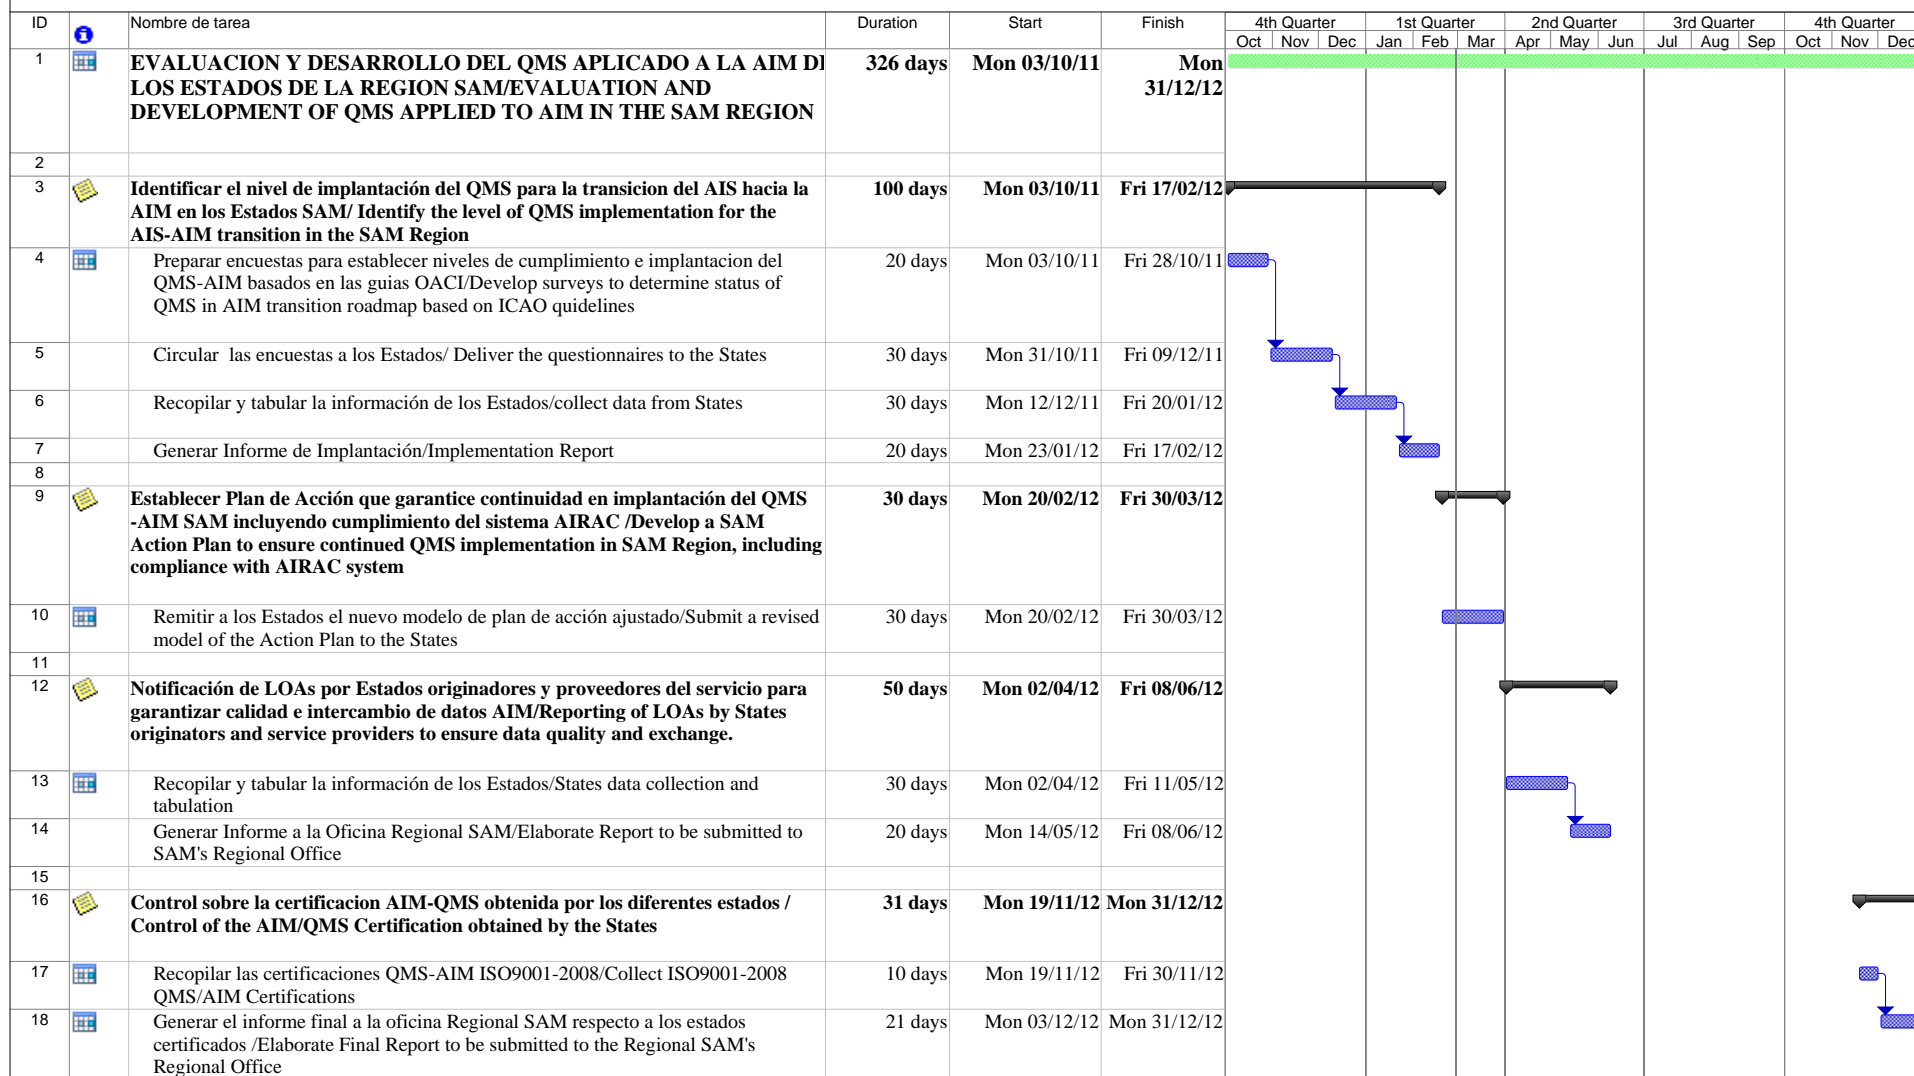 ID Nombre de tarea Duration Start Finish 4th Quarter 1st Quarter 2nd Quarter 3rd Quarter 4th Quarter
Oct Nov Dec Jan Feb Mar Apr May Jun Jul Aug Sep Oct Nov Dec
1 EVALUACION Y DESARROLLO DEL QMS APLICADO A LA AIM DE 326 days Mon 03/10/11 Mon
LOS ESTADOS DE LA REGION SAM/EVALUATION AND 31/12/12
DEVELOPMENT OF QMS APPLIED TO AIM IN THE SAM REGION
2
3 Identificar el nivel de implantación del QMS para la transicion del AIS hacia la 100 days Mon 03/10/11 Fri 17/02/12
AIM en los Estados SAM/ Identify the level of QMS implementation for the
AIS-AIM transition in the SAM Region
4 Preparar encuestas para establecer niveles de cumplimiento e implantacion del 20 days Mon 03/10/11 Fri 28/10/11
QMS-AIM basados en las guias OACI/Develop surveys to determine status of
QMS in AIM transition roadmap based on ICAO quidelines
5 Circular las encuestas a los Estados/ Deliver the questionnaires to the States 30 days Mon 31/10/11 Fri 09/12/11
6 Recopilar y tabular la información de los Estados/collect data from States 30 days Mon 12/12/11 Fri 20/01/12
7 Generar Informe de Implantación/Implementation Report 20 days Mon 23/01/12 Fri 17/02/12
8
9 Establecer Plan de Acción que garantice continuidad en implantación del QMS 30 days Mon 20/02/12 Fri 30/03/12
-AIM SAM incluyendo cumplimiento del sistema AIRAC /Develop a SAM
Action Plan to ensure continued QMS implementation in SAM Region, including
compliance with AIRAC system
10 Remitir a los Estados el nuevo modelo de plan de acción ajustado/Submit a revised 30 days Mon 20/02/12 Fri 30/03/12
model of the Action Plan to the States
11
12 Notificación de LOAs por Estados originadores y proveedores del servicio para 50 days Mon 02/04/12 Fri 08/06/12
garantizar calidad e intercambio de datos AIM/Reporting of LOAs by States
originators and service providers to ensure data quality and exchange.
13 Recopilar y tabular la información de los Estados/States data collection and 30 days Mon 02/04/12 Fri 11/05/12
tabulation
14 Generar Informe a la Oficina Regional SAM/Elaborate Report to be submitted to 20 days Mon 14/05/12 Fri 08/06/12
SAM's Regional Office
15
16 Control sobre la certificacion AIM-QMS obtenida por los diferentes estados / 31 days Mon 19/11/12 Mon 31/12/12
Control of the AIM/QMS Certification obtained by the States
17 Recopilar las certificaciones QMS-AIM ISO9001-2008/Collect ISO9001-2008 10 days Mon 19/11/12 Fri 30/11/12
QMS/AIM Certifications
18 Generar el informe final a la oficina Regional SAM respecto a los estados 21 days Mon 03/12/12 Mon 31/12/12
certificados /Elaborate Final Report to be submitted to the Regional SAM's
Regional Office